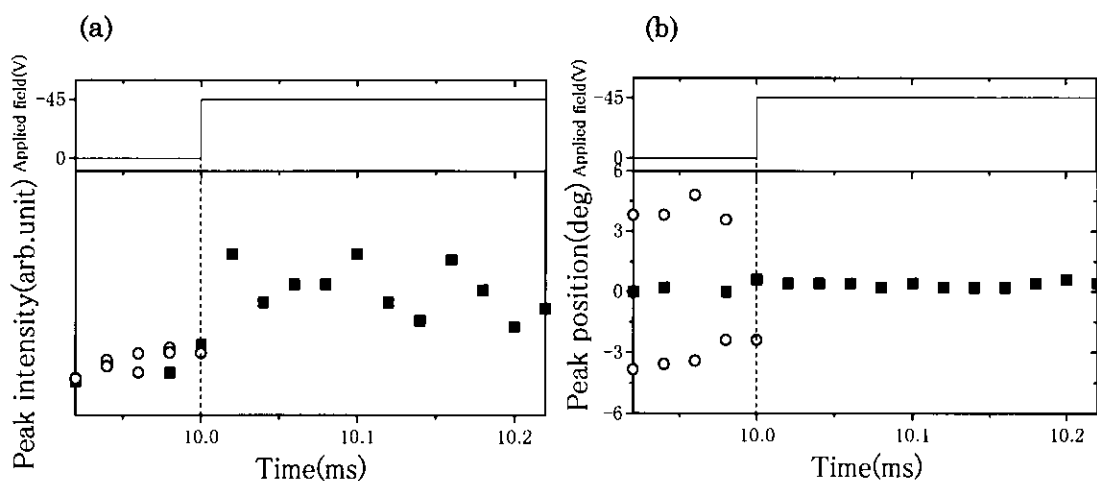 (a)
Applied field(V)
-45
0
Peak intensity(arb.unit)
10.0
10.1
10.2
Time(ms)
(b)
Applied field(V)
-45
0
Peak position(deg)
6
3
0
-3
-6
10.0
10.1
10.2
Time(ms)